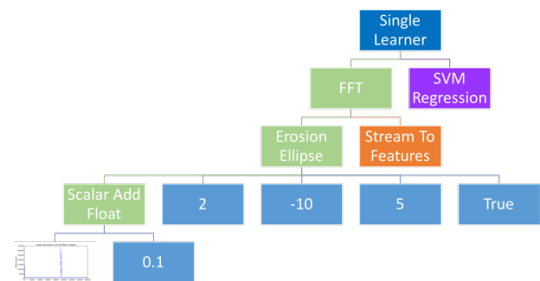 Single
Learner
FFT
SVM
Regression
Erosion
Ellipse
Stream To
Features
Scalar Add
Float
2
-10
5
True
0.1